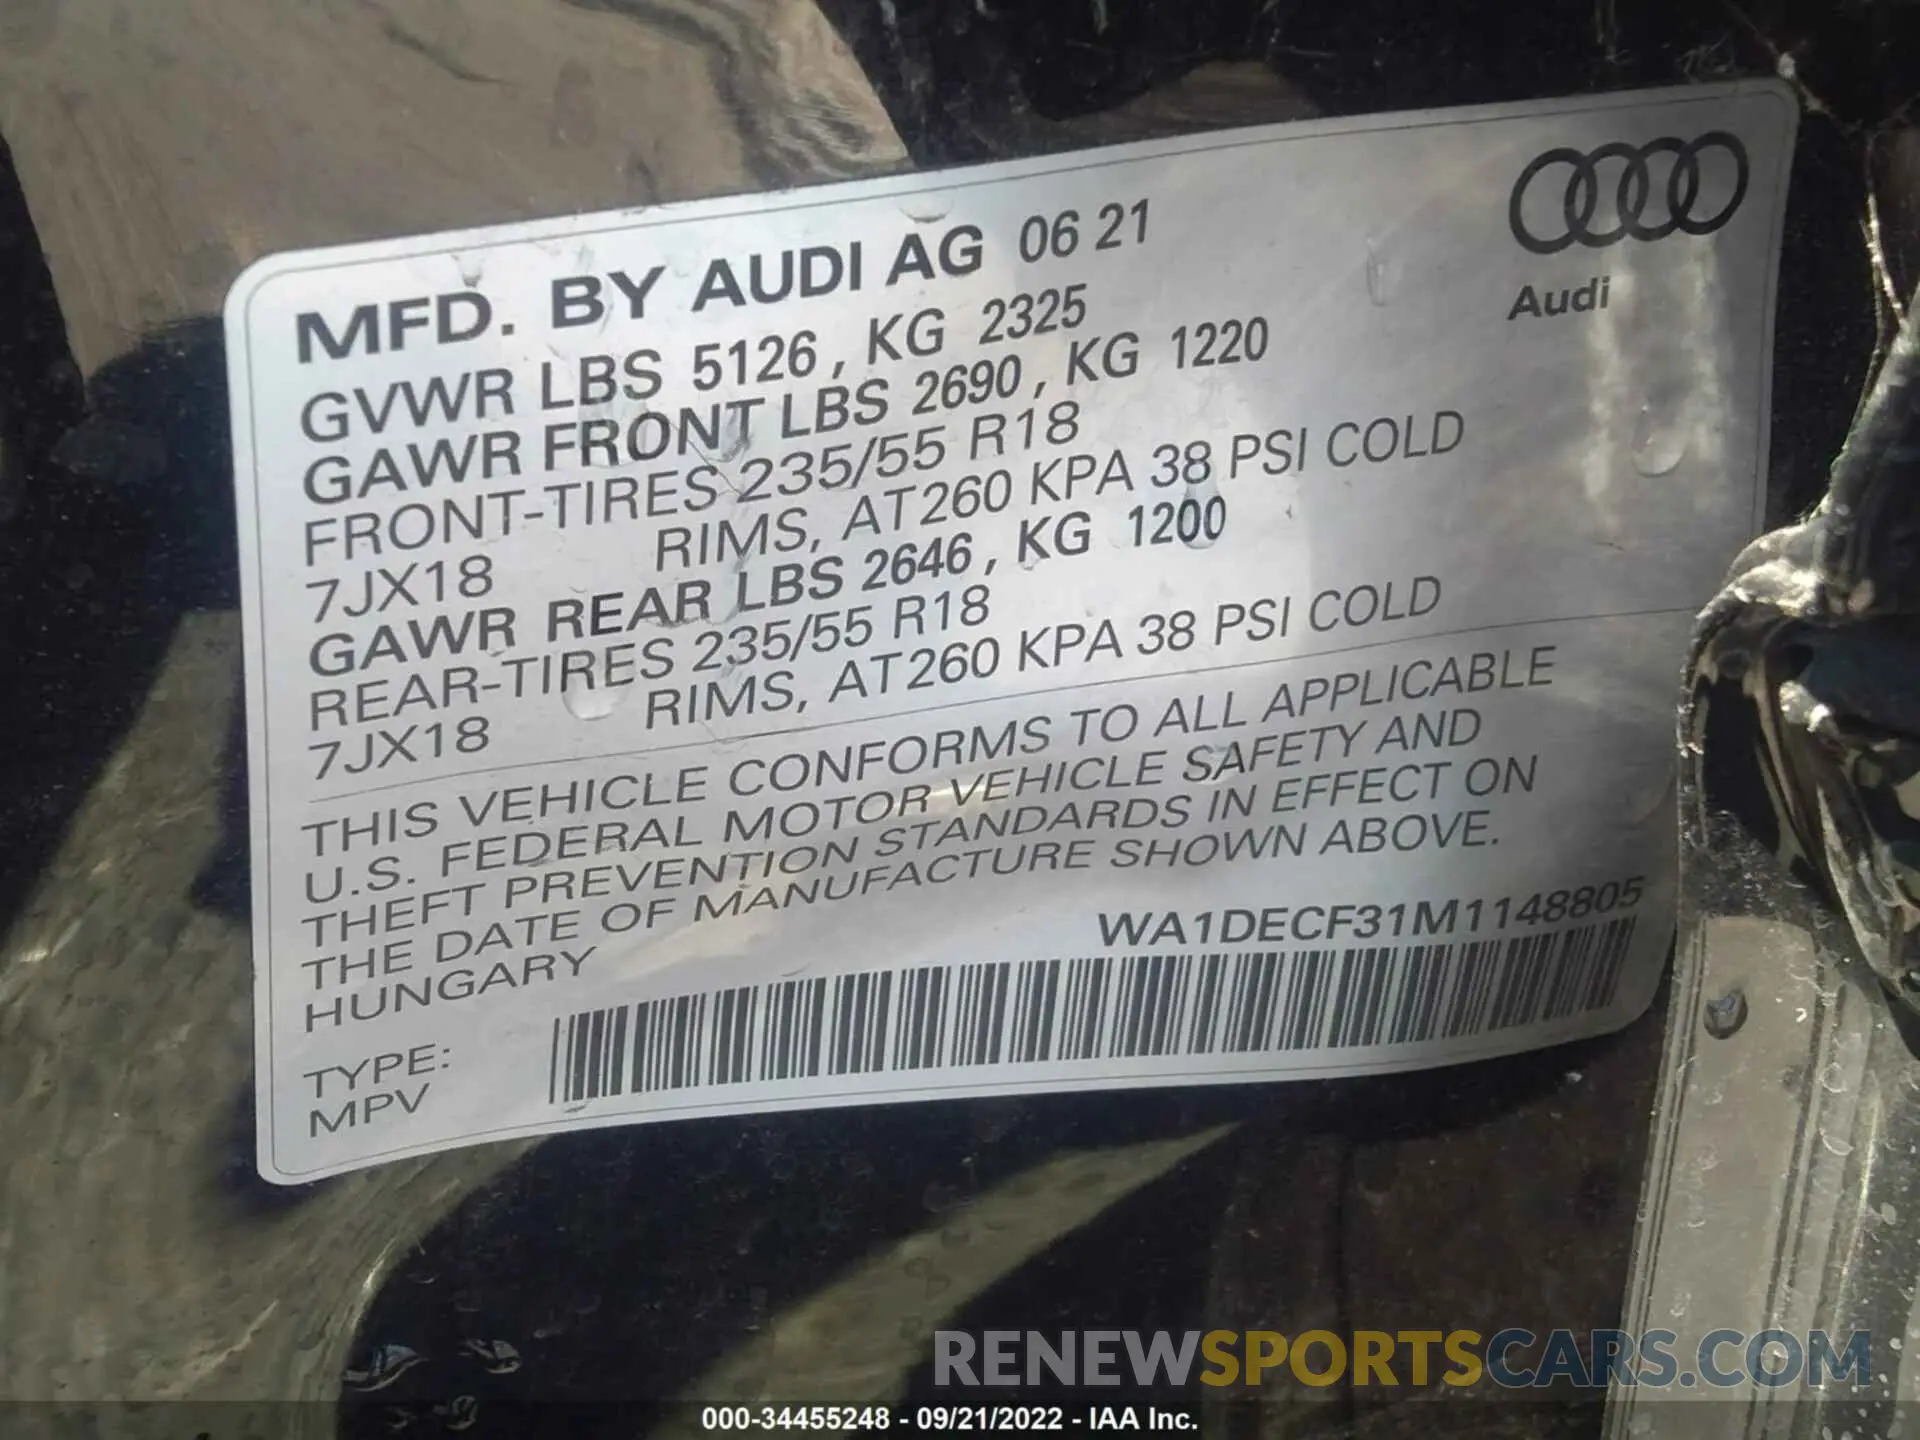 MFD. BY AUDI AG 06 21
Audi
GVWR LBS 5126 , KG 2325
GAWR FRONT LBS 2690 , KG 1220
FRONT-TIRES 235/55 R18
7JX18 RIMS, AT 260 KPA 38 PSI COLD
GAWR REAR LBS 2646 , KG 1200
REAR-TIRES 235/55 R18
7JX18 RIMS, AT 260 KPA 38 PSI COLD
THIS VEHICLE CONFORMS TO ALL APPLICABLE
U.S. FEDERAL MOTOR VEHICLE SAFETY AND
THEFT PREVENTION STANDARDS IN EFFECT ON
THE DATE OF MANUFACTURE SHOWN ABOVE.
HUNGARY
WA1DECF31M1148805
TYPE:
MPV
RENEWSPORTSCARS.COM
000-34455248 - 09/21/2022 - IAA Inc.